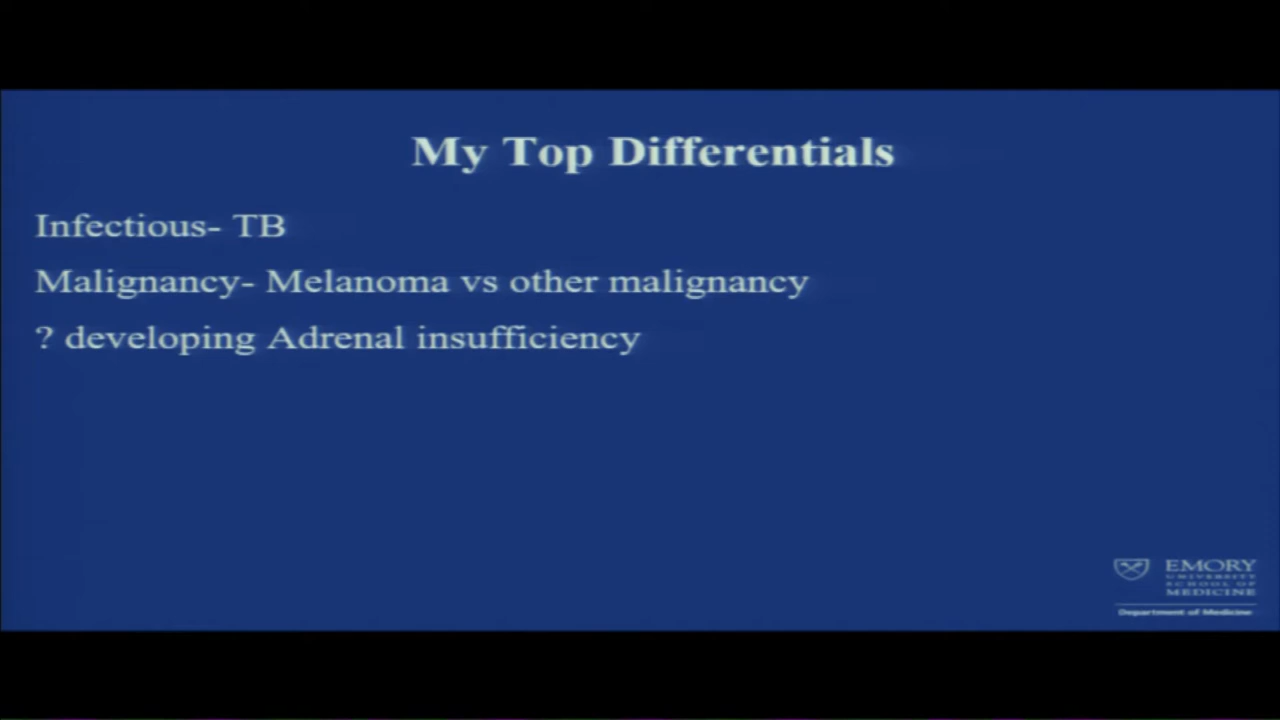 My Top Differentials
Infectious- TB
Malignancy- Melanoma vs other malignancy
? developing Adrenal insufficiency
EMORY
UNIVERSITY
SCHOOL OF
MEDICINE
Department of Medicine